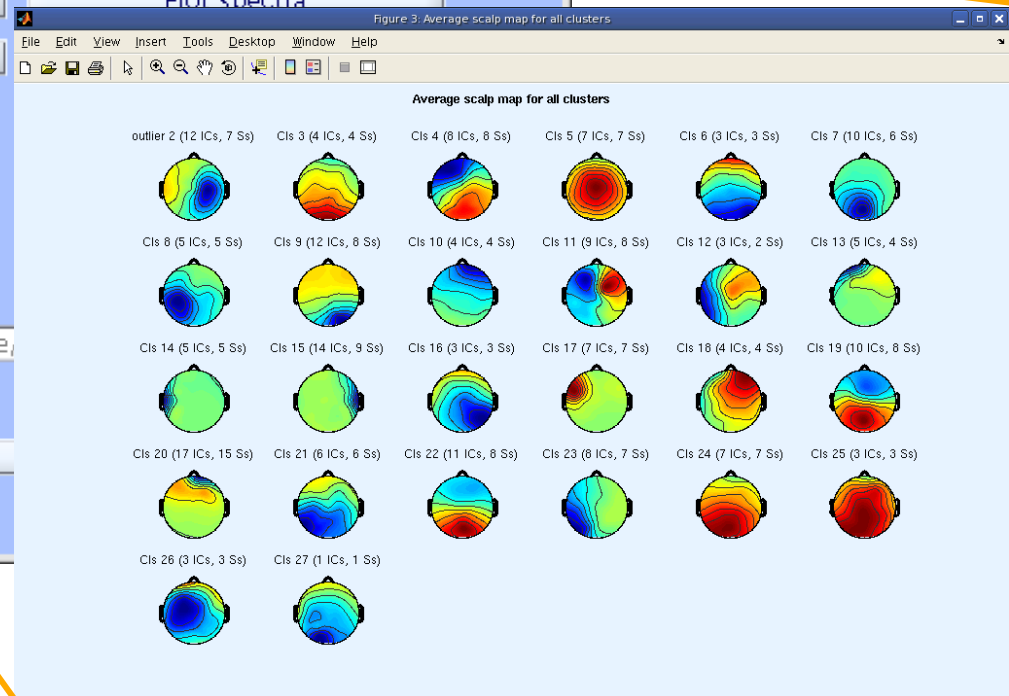 Plot spectra
Figure 3: Average scalp map for all clusters
File Edit View Insert Tools Desktop Window Help
Average scalp map for all clusters
outlier 2 (12 ICs, 7 Ss) Cls 3 (4 ICs, 4 Ss) Cls 4 (8 ICs, 8 Ss) Cls 5 (7 ICs, 7 Ss) Cls 6 (3 ICs, 3 Ss) Cls 7 (10 ICs, 6 Ss)
Cls 8 (5 ICs, 5 Ss) Cls 9 (12 ICs, 8 Ss) Cls 10 (4 ICs, 4 Ss) Cls 11 (9 ICs, 8 Ss) Cls 12 (3 ICs, 2 Ss) Cls 13 (5 ICs, 4 Ss)
Cls 14 (5 ICs, 5 Ss) Cls 15 (14 ICs, 9 Ss) Cls 16 (3 ICs, 3 Ss) Cls 17 (7 ICs, 7 Ss) Cls 18 (4 ICs, 4 Ss) Cls 19 (10 ICs, 8 Ss)
Cls 20 (17 ICs, 15 Ss) Cls 21 (6 ICs, 6 Ss) Cls 22 (11 ICs, 8 Ss) Cls 23 (8 ICs, 7 Ss) Cls 24 (7 ICs, 7 Ss) Cls 25 (3 ICs, 3 Ss)
Cls 26 (3 ICs, 3 Ss) Cls 27 (1 ICs, 1 Ss)